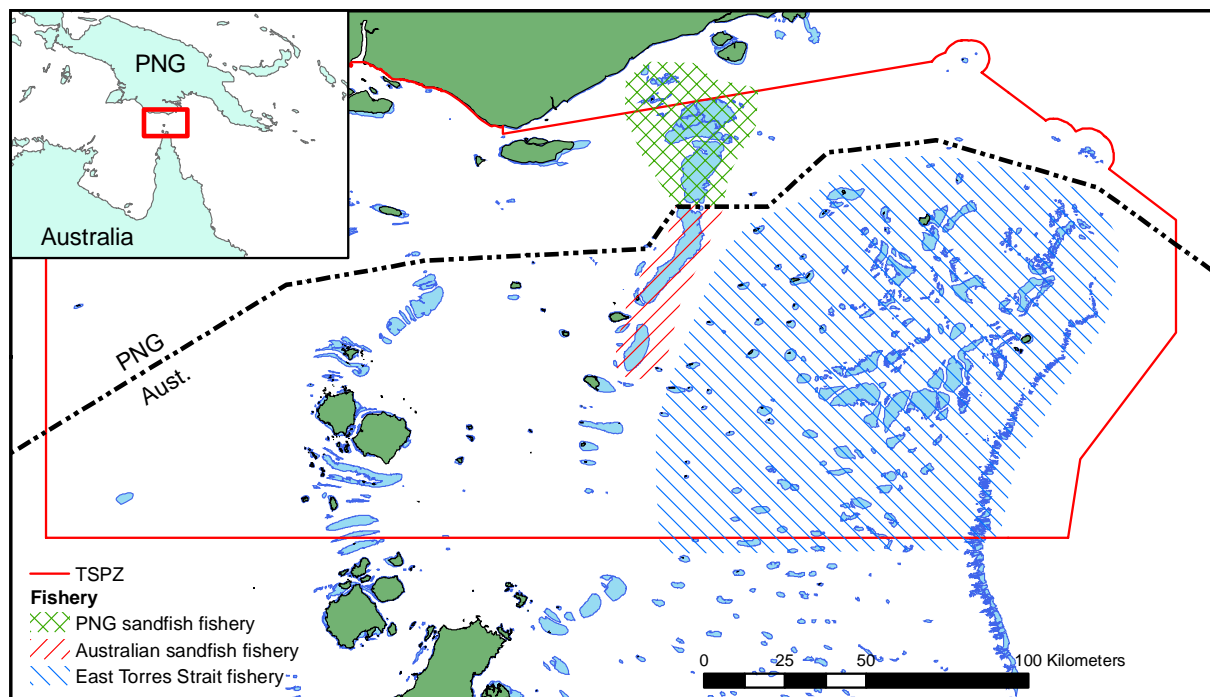 PNG
Australia
PNG
Aust.
TSPZ
Fishery
PNG sandfish fishery
Australian sandfish fishery
East Torres Strait fishery
0 25 50 100 Kilometers